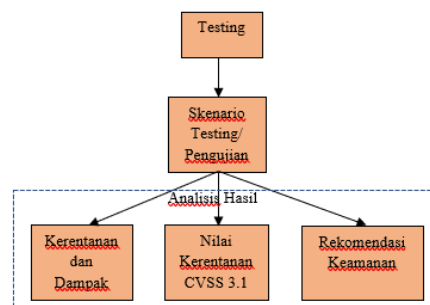 Testing
Skenario
Testing/
Pengujian
Analisis Hasil
Kerentanan
dan
Dampak
Nilai
Kerentanan
CVSS 3.1
Rekomendasi
Keamanan